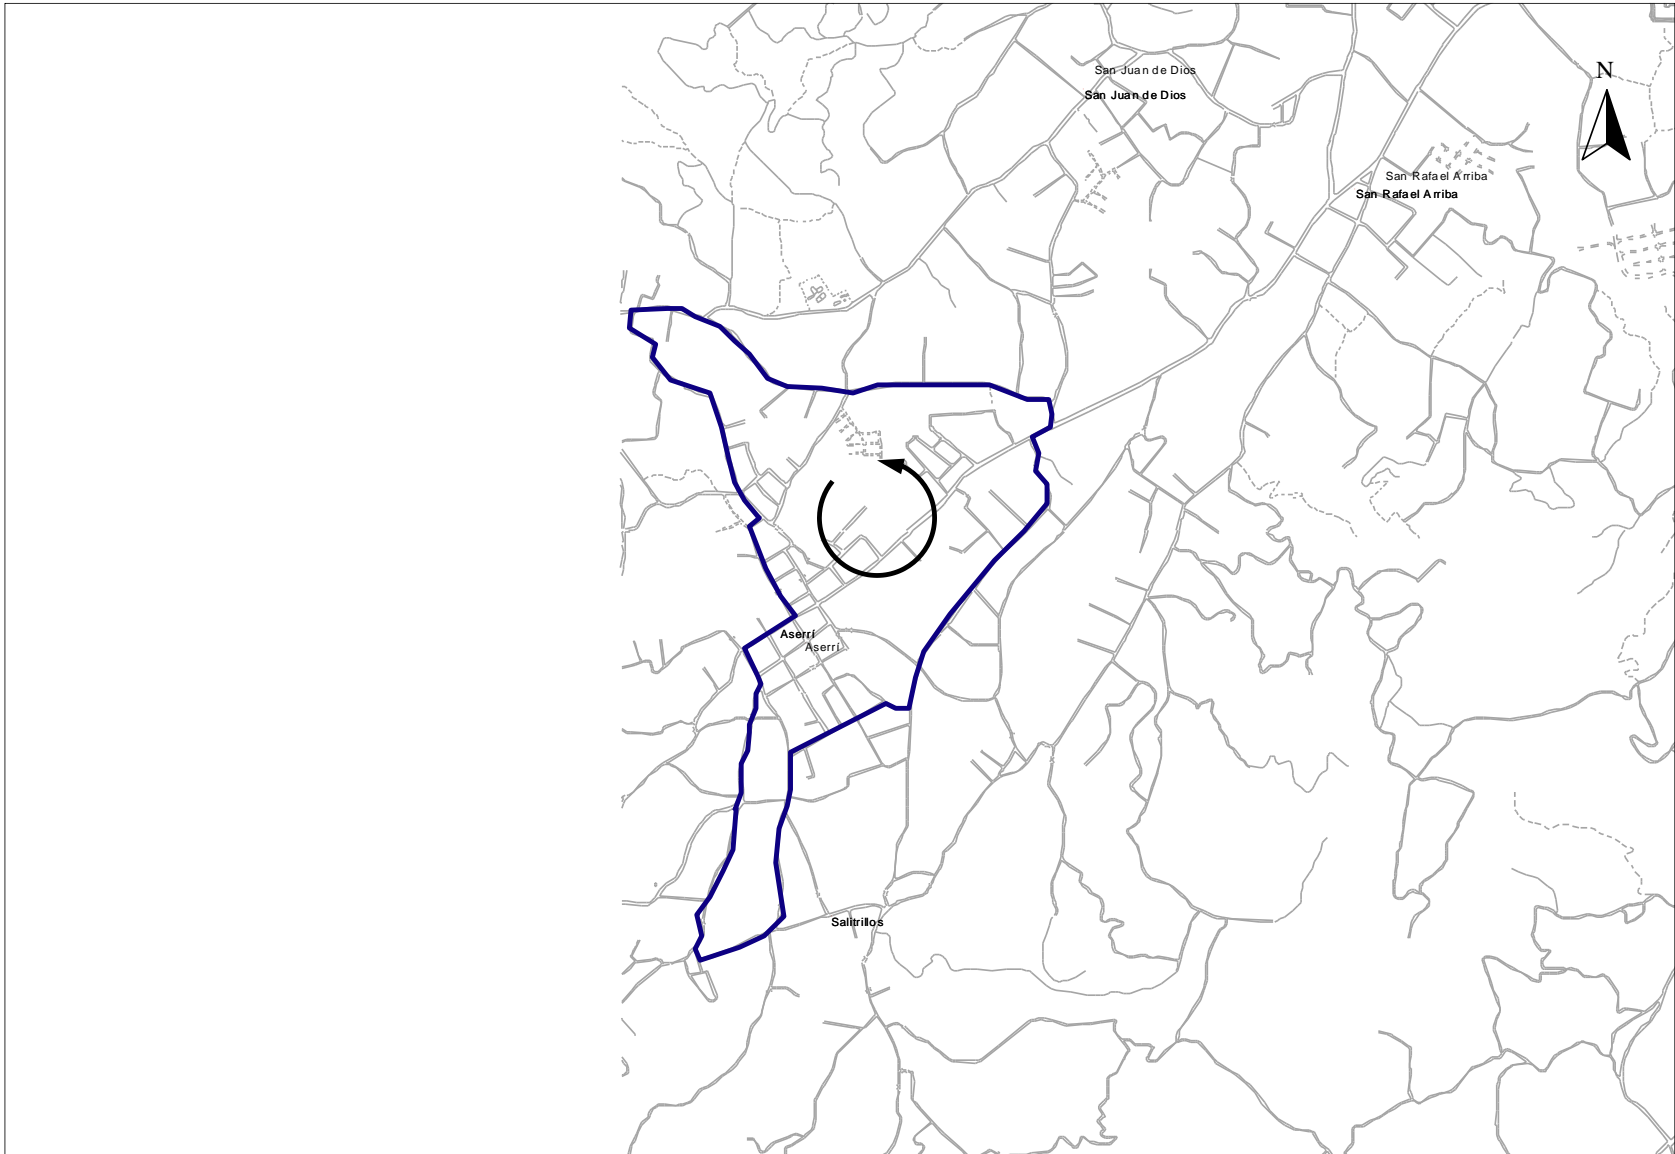 San Juan de Dios
N
San Juan de Dios
San Rafael Arriba
San Rafael Arriba
Aserrí
Aserrí
Salitrillos